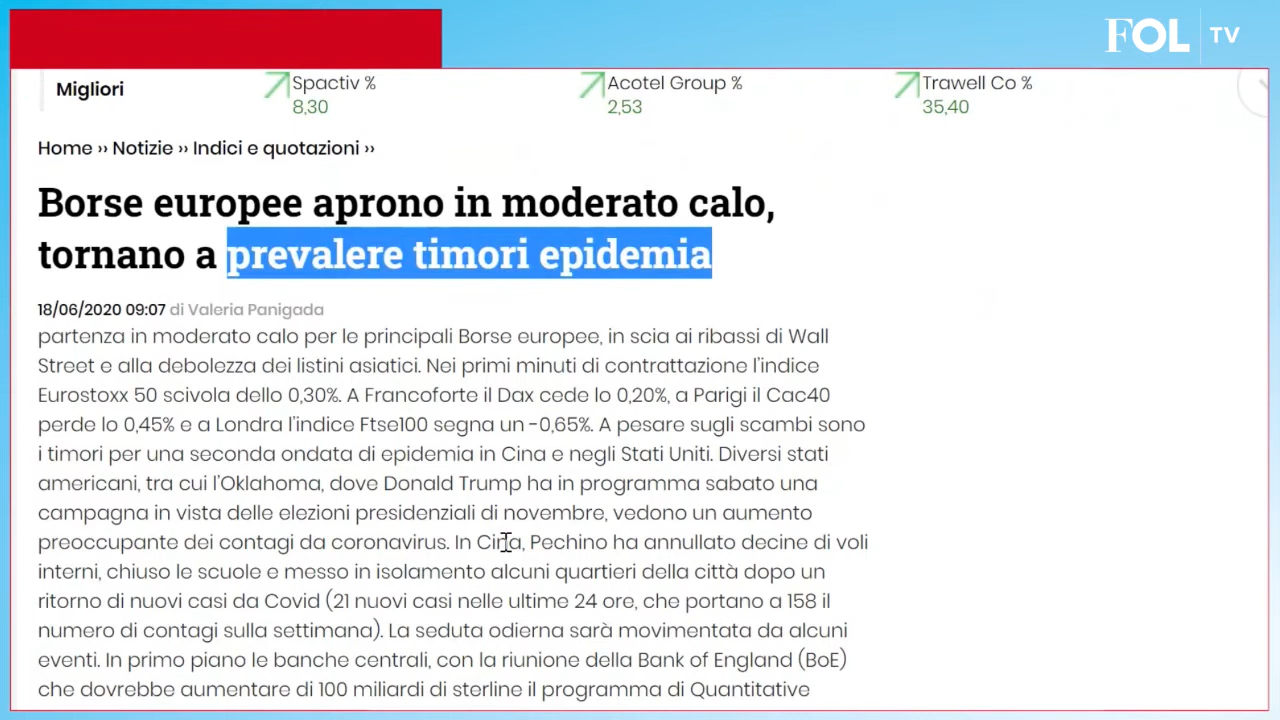 FOL TV
Migliori
Spactiv %
8,30
Acotel Group %
2,53
Trawell Co %
35,40
Home ›› Notizie ›› Indici e quotazioni ››
Borse europee aprono in moderato calo,
tornano a prevalere timori epidemia
18/06/2020 09:07 di Valeria Panigada
partenza in moderato calo per le principali Borse europee, in scia ai ribassi di Wall
Street e alla debolezza dei listini asiatici. Nei primi minuti di contrattazione l'indice
Eurostoxx 50 scivola dello 0,30%. A Francoforte il Dax cede lo 0,20%, a Parigi il Cac40
perde lo 0,45% e a Londra l'indice Ftse100 segna un -0,65%. A pesare sugli scambi sono
i timori per una seconda ondata di epidemia in Cina e negli Stati Uniti. Diversi stati
americani, tra cui l'Oklahoma, dove Donald Trump ha in programma sabato una
campagna in vista delle elezioni presidenziali di novembre, vedono un aumento
preoccupante dei contagi da coronavirus. In Cina, Pechino ha annullato decine di voli
interni, chiuso le scuole e messo in isolamento alcuni quartieri della città dopo un
ritorno di nuovi casi da Covid (21 nuovi casi nelle ultime 24 ore, che portano a 158 il
numero di contagi sulla settimana). La seduta odierna sarà movimentata da alcuni
eventi. In primo piano le banche centrali, con la riunione della Bank of England (BoE)
che dovrebbe aumentare di 100 miliardi di sterline il programma di Quantitative